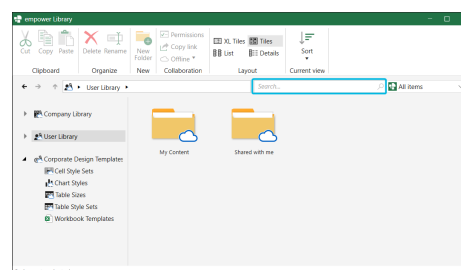 empower Library
Cut Copy Paste Delete Rename New Folder Permissions Copy link Offline XL Tiles Tiles List Details Sort
Clipboard Organize New Collaboration Layout Current view
User Library Search... All items
Company Library
User Library
Corporate Design Templates
Cell Style Sets
Chart Styles
Table Sizes
Table Style Sets
Workbook Templates
My Content Shared with me